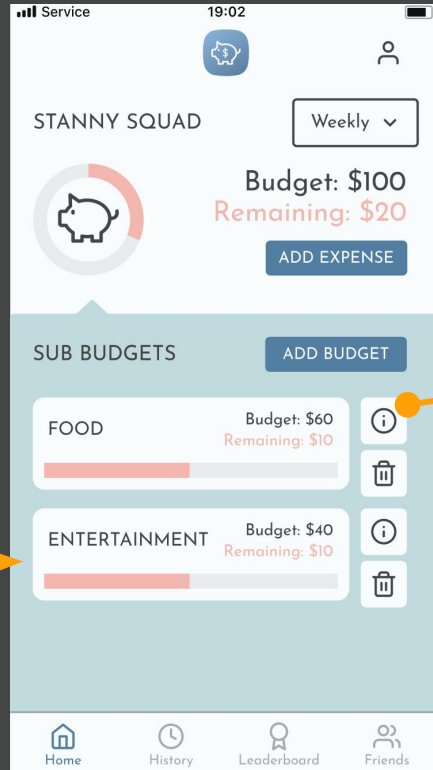 Service 19:02
$
STANNY SQUAD
Weekly
Budget: $100
Remaining: $20
ADD EXPENSE
SUB BUDGETS
ADD BUDGET
FOOD
Budget: $60
Remaining: $10
ENTERTAINMENT
Budget: $40
Remaining: $10
Home History Leaderboard Friends